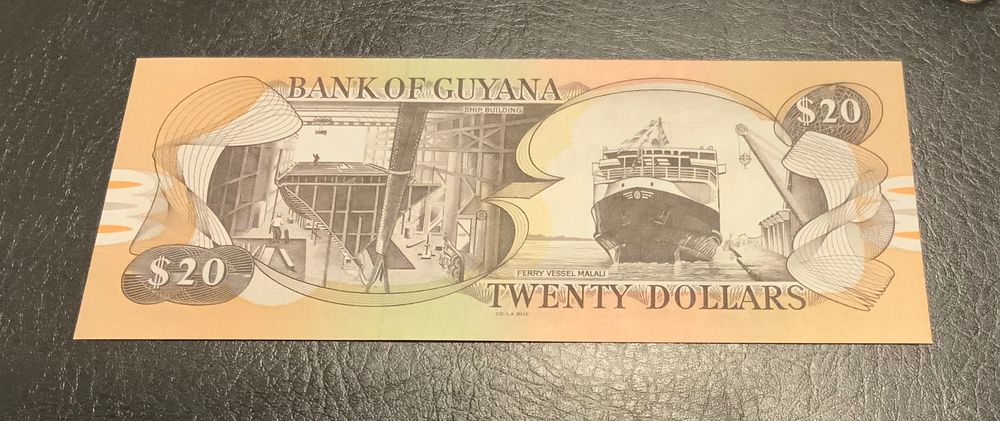 BANK OF GUYANA
SHIP BUILDING
$20
$20
FERRY VESSEL MALALI
TWENTY DOLLARS
DE LA RUE